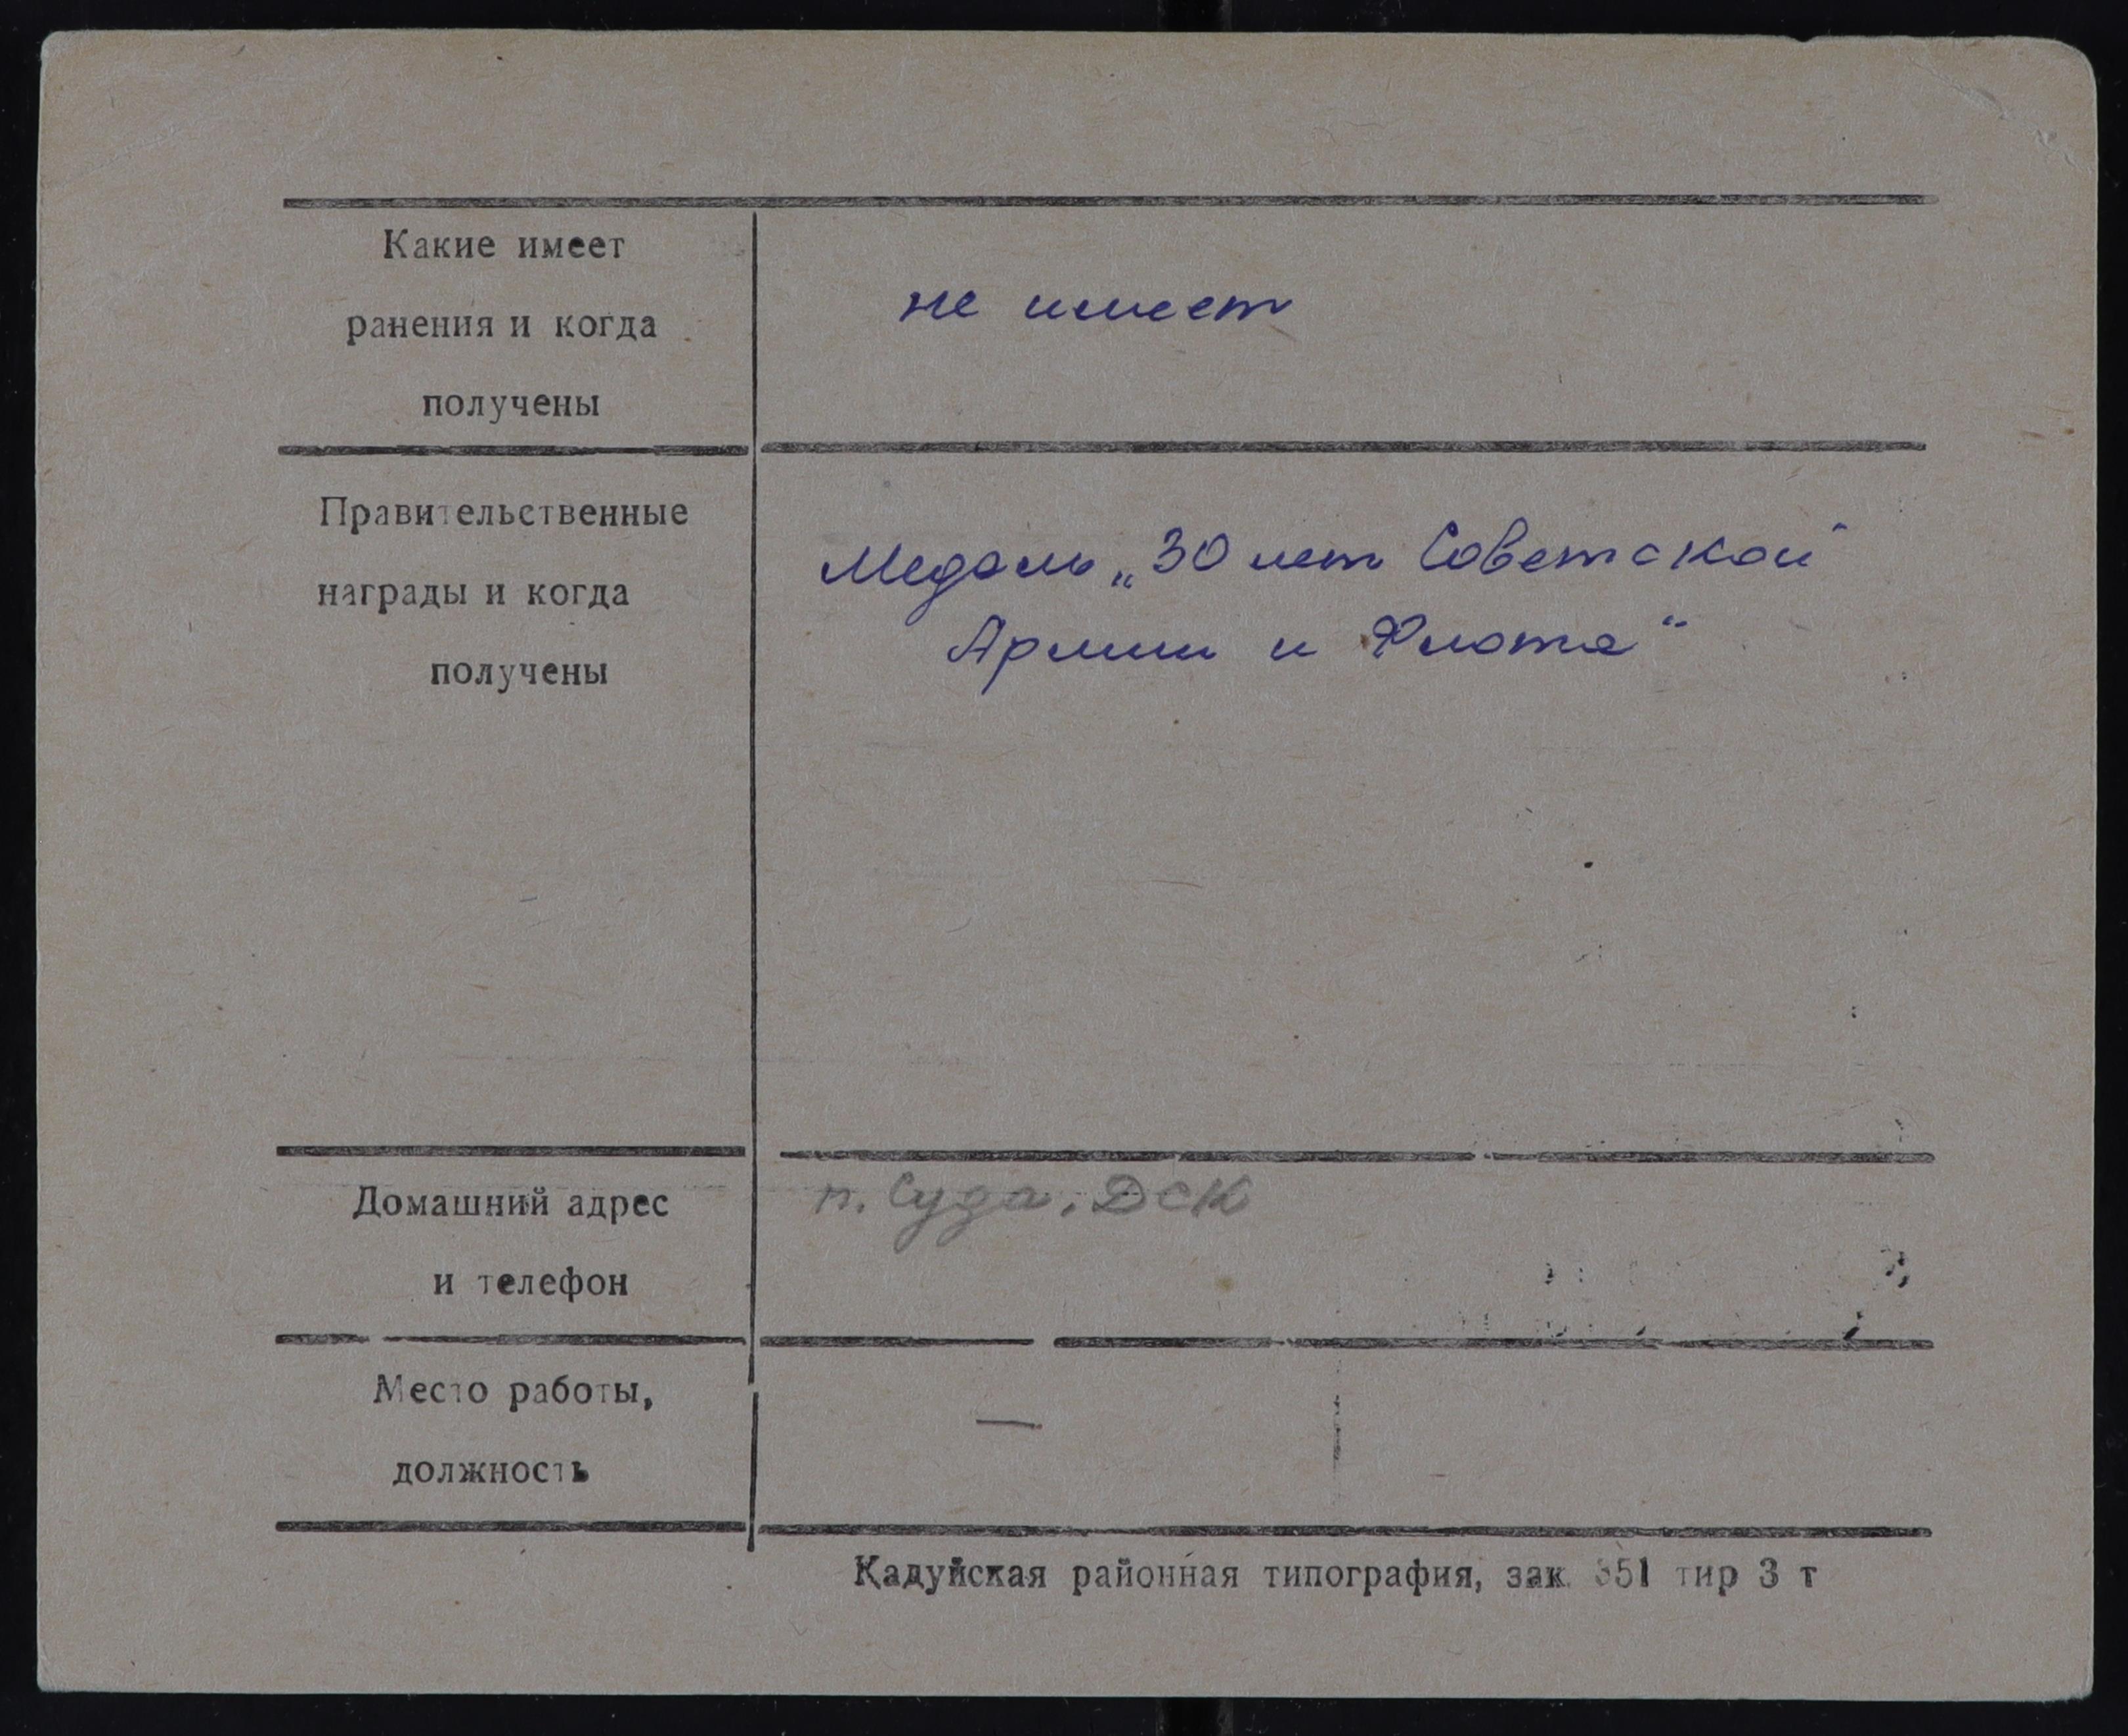 Какие имеет
ранения и когда
получены
не имеет
Правительственные
награды и когда
получены
Медаль „30 лет Советской
Армии и Флота“
Домашний адрес
и телефон
п. Суда, ДСК
Место работы,
должность
—
Кадуйская районная типография, зак. 351 тир 3 т